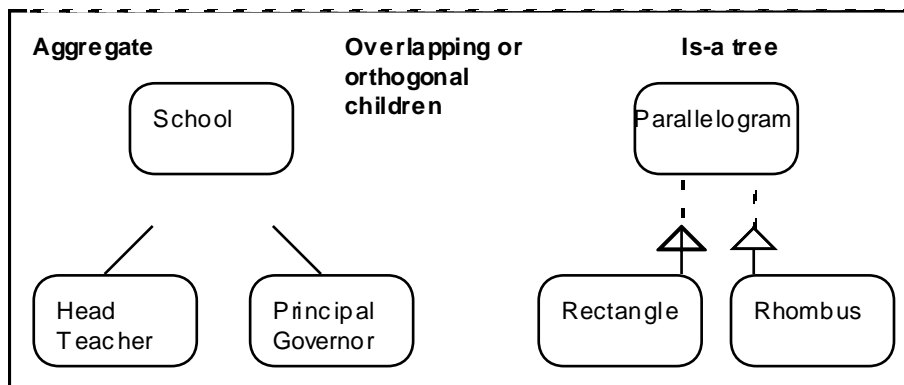 Aggregate
Overlapping or
orthogonal
children
Is-a tree
School
Parallelogram
Head
Teacher
Principal
Governor
Rectangle
Rhombus